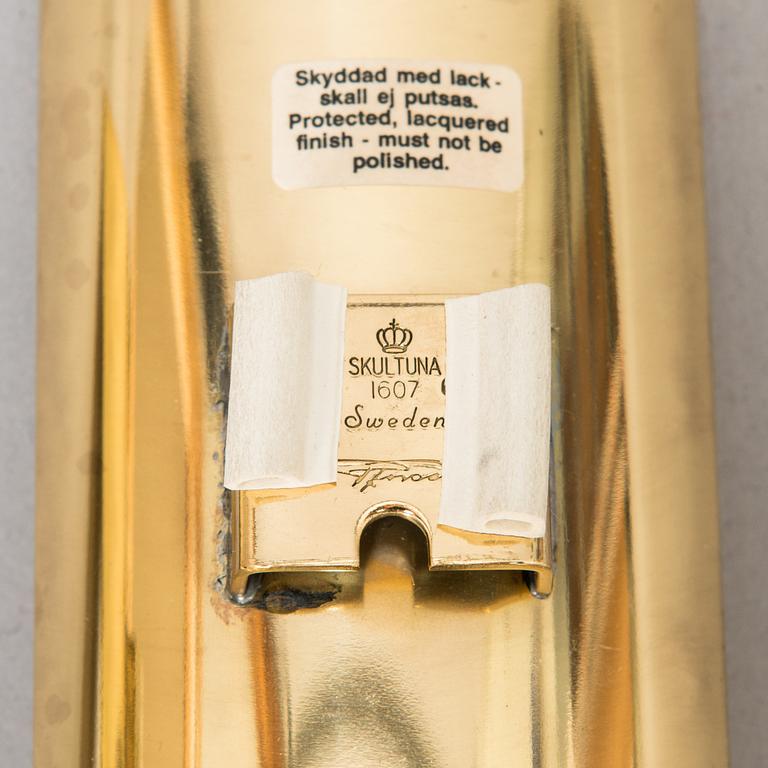 Skyddad med lack-
skall ej putsas.
Protected, lacquered
finish - must not be
polished.
SKULTUNA
1607
Sweden